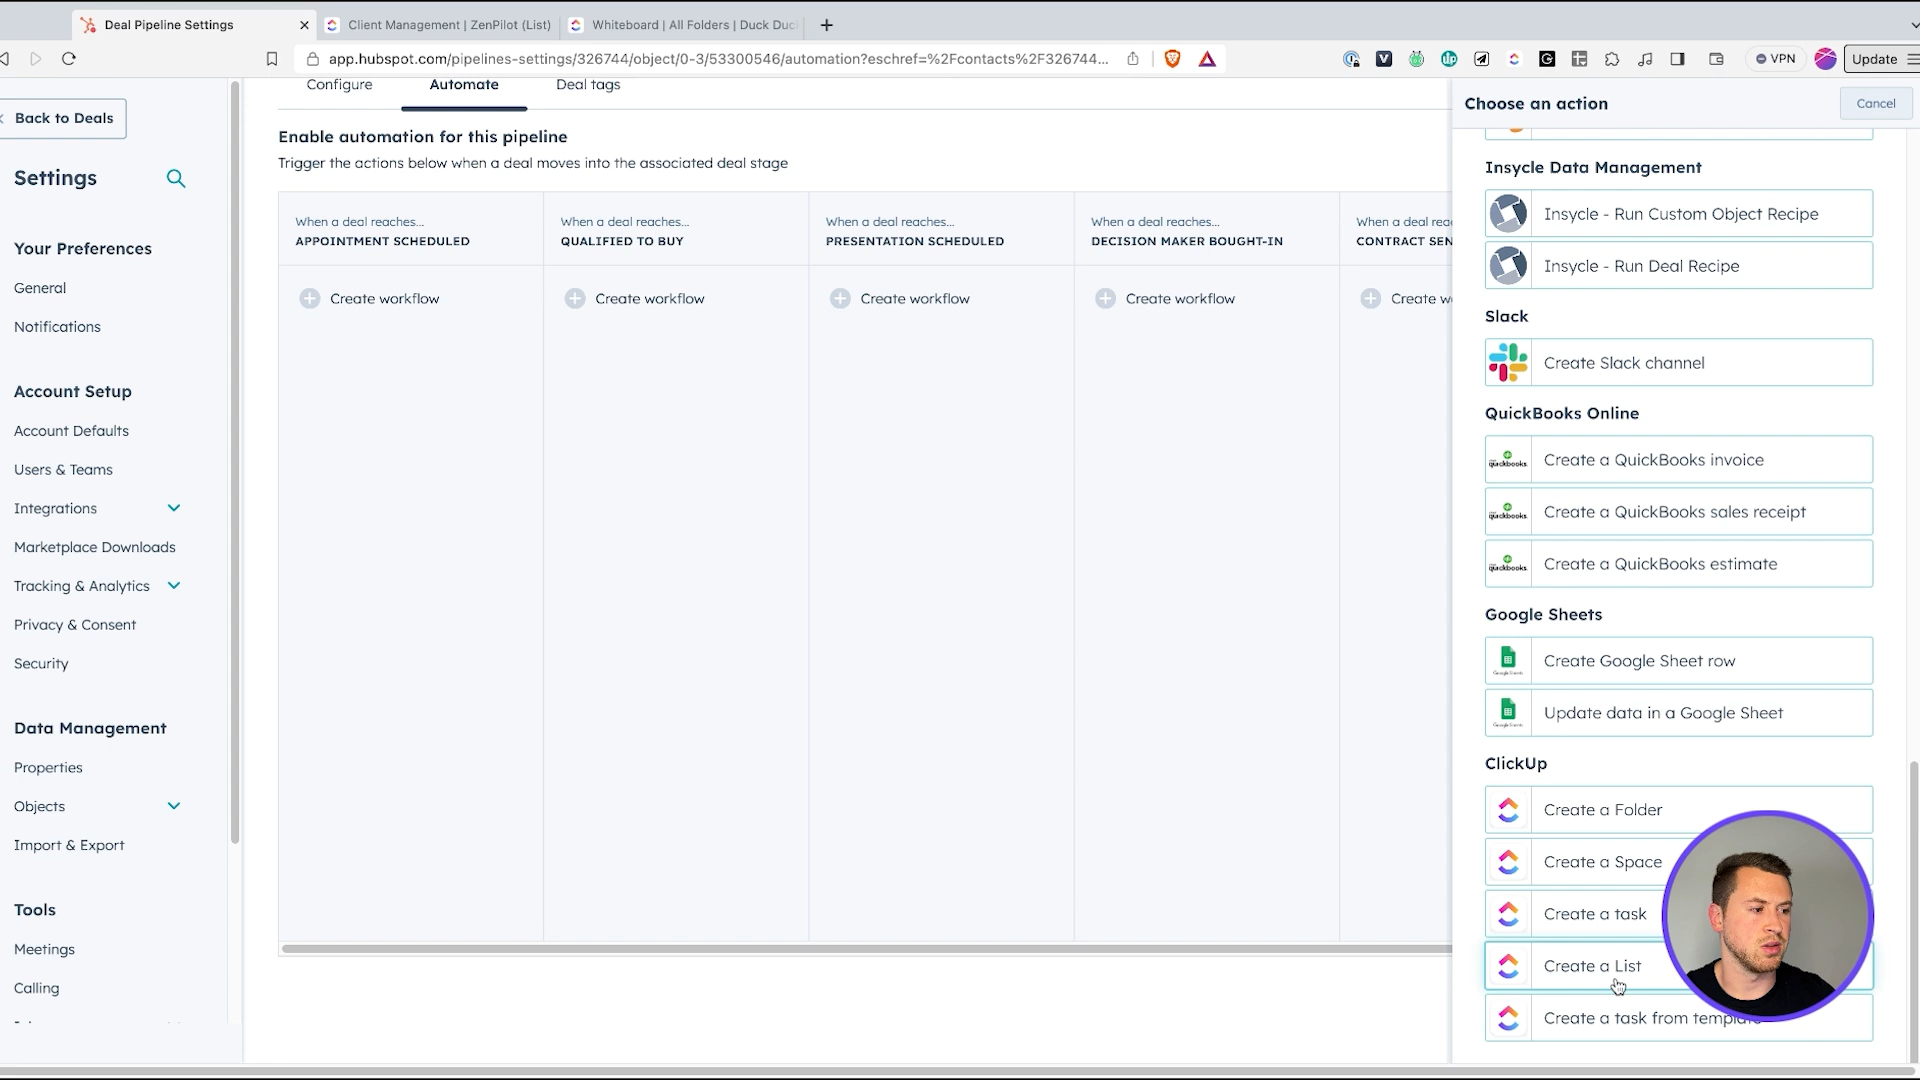 Deal Pipeline Settings
Client Management | ZenPilot (List)
Whiteboard | All Folders | Duck Duc
app.hubspot.com/pipelines-settings/326744/object/0-3/53300546/automation?eschref=%2Fcontacts%2F326744...
VPN
Update
Back to Deals
Settings
Your Preferences
General
Notifications
Account Setup
Account Defaults
Users & Teams
Integrations
Marketplace Downloads
Tracking & Analytics
Privacy & Consent
Security
Data Management
Properties
Objects
Import & Export
Tools
Meetings
Calling
Configure
Automate
Deal tags
Enable automation for this pipeline
Trigger the actions below when a deal moves into the associated deal stage
When a deal reaches...
APPOINTMENT SCHEDULED
Create workflow
When a deal reaches...
QUALIFIED TO BUY
Create workflow
When a deal reaches...
PRESENTATION SCHEDULED
Create workflow
When a deal reaches...
DECISION MAKER BOUGHT-IN
Create workflow
When a deal rea
CONTRACT SEN
Create w
Choose an action
Cancel
Insycle Data Management
Insycle - Run Custom Object Recipe
Insycle - Run Deal Recipe
Slack
Create Slack channel
QuickBooks Online
quickbooks.
Create a QuickBooks invoice
quickbooks.
Create a QuickBooks sales receipt
quickbooks.
Create a QuickBooks estimate
Google Sheets
Google Sheets
Create Google Sheet row
Google Sheets
Update data in a Google Sheet
ClickUp
Create a Folder
Create a Space
Create a task
Create a List
Create a task from template